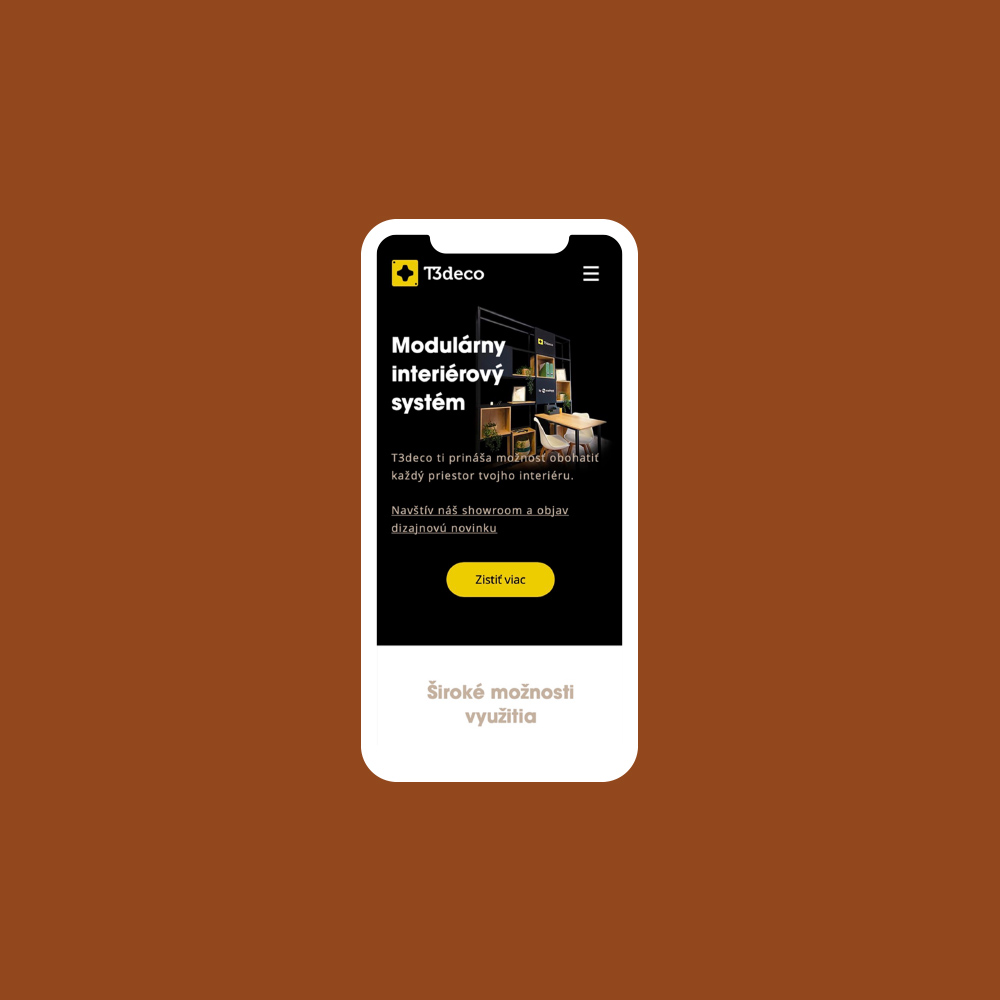 T3deco
Modulárny
interiérový
systém
T3deco ti prináša možnosť obohatiť
každý priestor tvojho interiéru.
Navštív náš showroom a objav
dizajnovú novinku
Zistiť viac
Široké možnosti
využitia